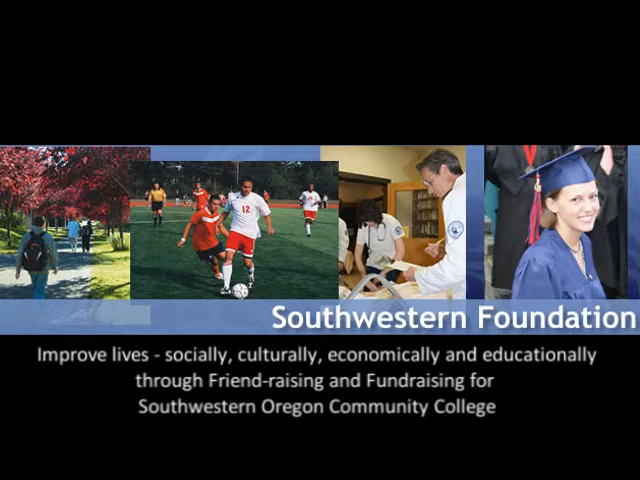 12
Southwestern Foundation
Improve lives - socially, culturally, economically and educationally
through Friend-raising and Fundraising for
Southwestern Oregon Community College